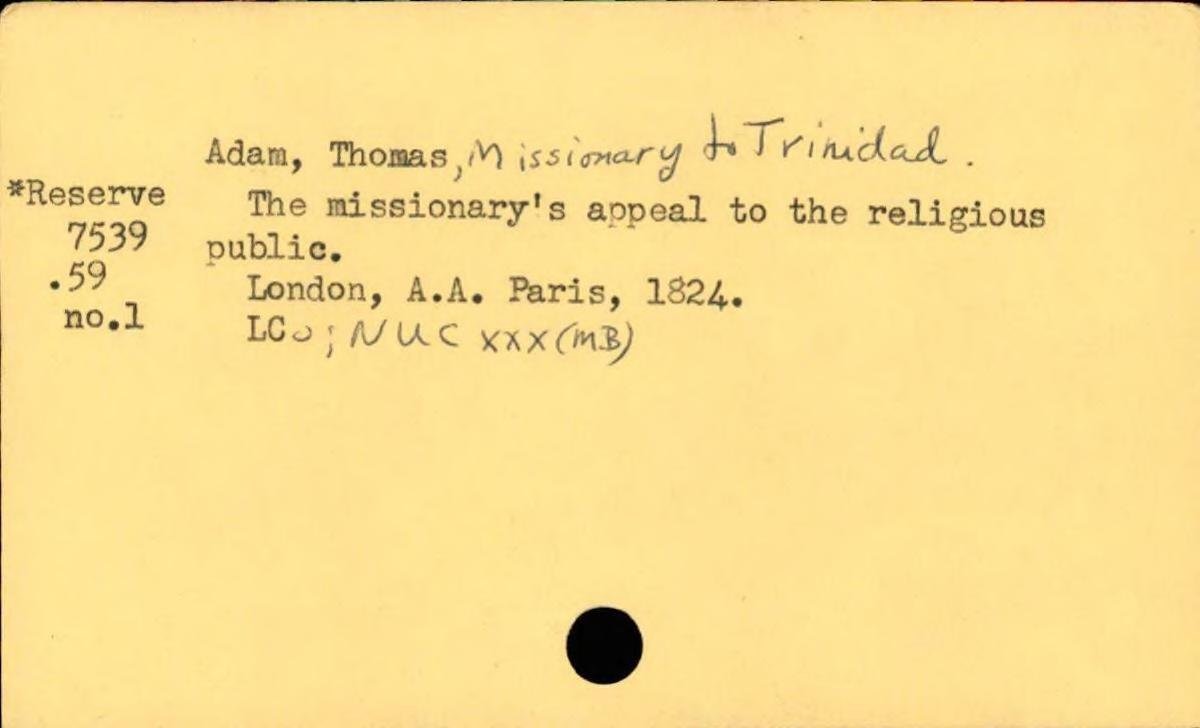 Adam, Thomas, Missionary to Trinidad.
*Reserve
The missionary's appeal to the religious
7539
public.
.59
London, A.A. Paris, 1824.
no.1
LCo; NUC xxx (MB)